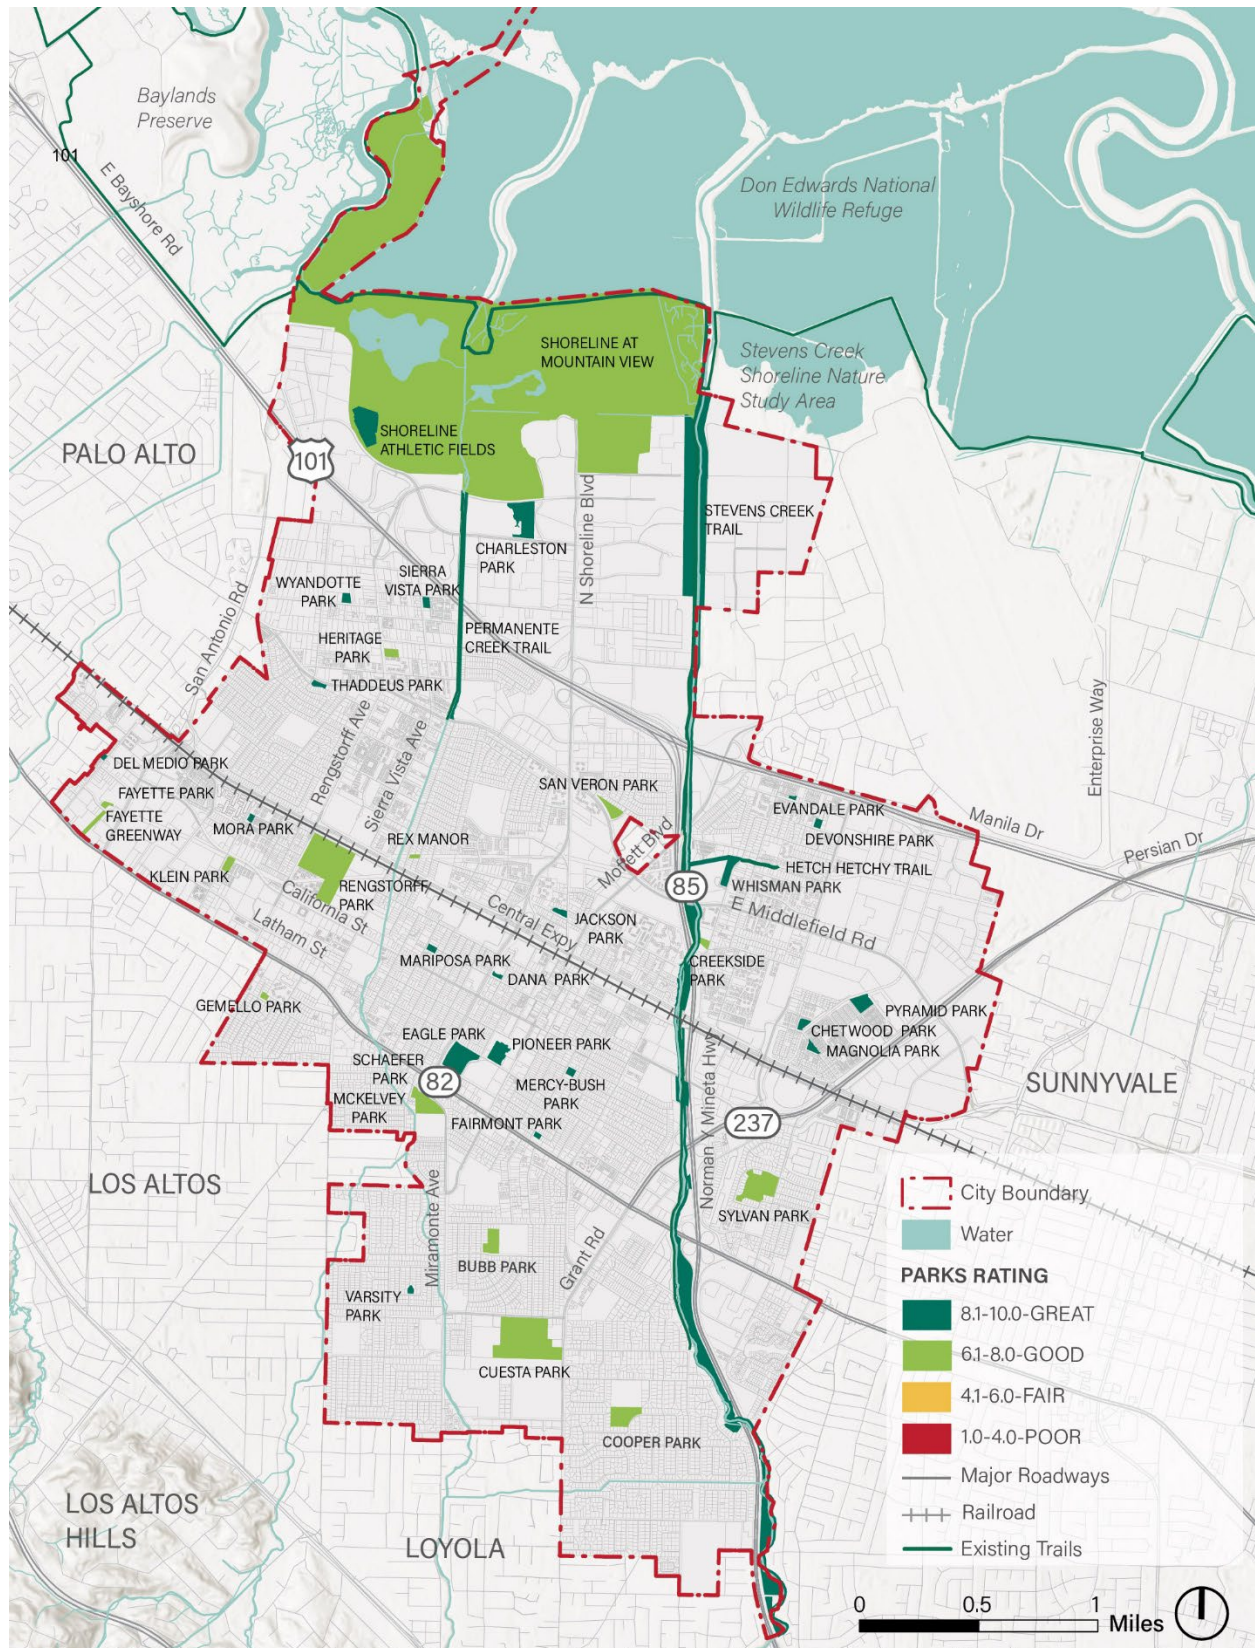 Baylands
Preserve
101
E Bayshore Rd
Don Edwards National
Wildlife Refuge
SHORELINE AT
MOUNTAIN VIEW
Stevens Creek
Shoreline Nature
Study Area
SHORELINE
ATHLETIC FIELDS
PALO ALTO
101
N Shoreline Blvd
STEVENS CREEK
TRAIL
CHARLESTON
PARK
SIERRA
VISTA PARK
WYANDOTTE
PARK
San Antonio Rd
HERITAGE
PARK
PERMANENTE
CREEK TRAIL
THADDEUS PARK
Rengstorff Ave
Sierra Vista Ave
Enterprise Way
DEL MEDIO PARK
FAYETTE PARK
FAYETTE
GREENWAY
MORA PARK
SAN VERON PARK
EVANDALE PARK
DEVONSHIRE PARK
Manila Dr
Persian Dr
REX MANOR
Moffett Blvd
HETCH HETCHY TRAIL
WHISMAN PARK
85
KLEIN PARK
RENGSTORFF
PARK
California St
Latham St
Central Expy
JACKSON
PARK
E Middlefield Rd
MARIPOSA PARK
DANA PARK
CREEKSIDE
PARK
GEMELLO PARK
PYRAMID PARK
CHETWOOD PARK
MAGNOLIA PARK
EAGLE PARK
PIONEER PARK
SCHAEFER
PARK
82
MCKELVEY
PARK
MERCY-BUSH
PARK
FAIRMONT PARK
Norman Y Mineta Hwy
237
SUNNYVALE
LOS ALTOS
Miramonte Ave
SYLVAN PARK
BUBB PARK
Grant Rd
VARSITY
PARK
CUESTA PARK
COOPER PARK
LOS ALTOS
HILLS
LOYOLA
City Boundary
Water
PARKS RATING
8.1-10.0-GREAT
6.1-8.0-GOOD
4.1-6.0-FAIR
1.0-4.0-POOR
Major Roadways
Railroad
Existing Trails
0 0.5 1
Miles